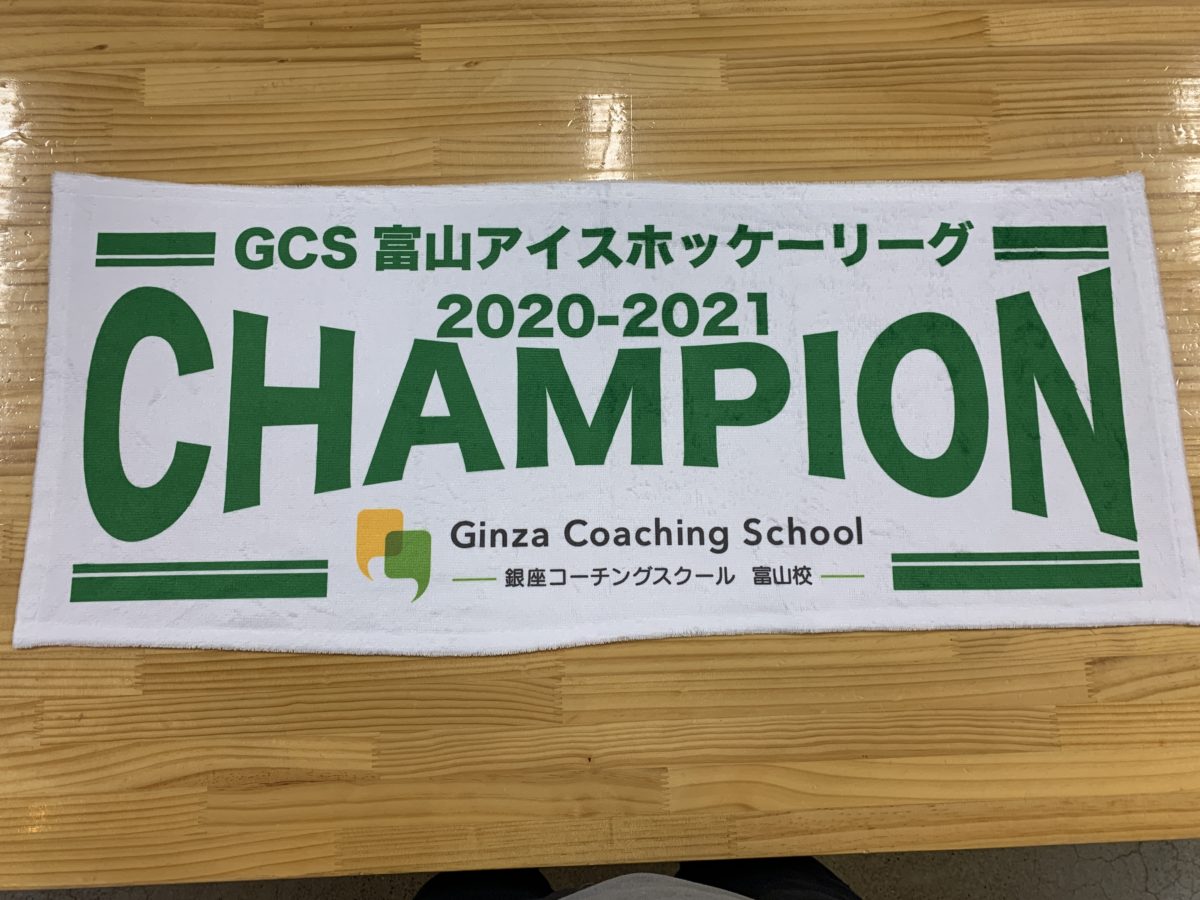 GCS 富山アイスホッケーリーグ
2020-2021
CHAMPION
Ginza Coaching School
銀座コーチングスクール 富山校